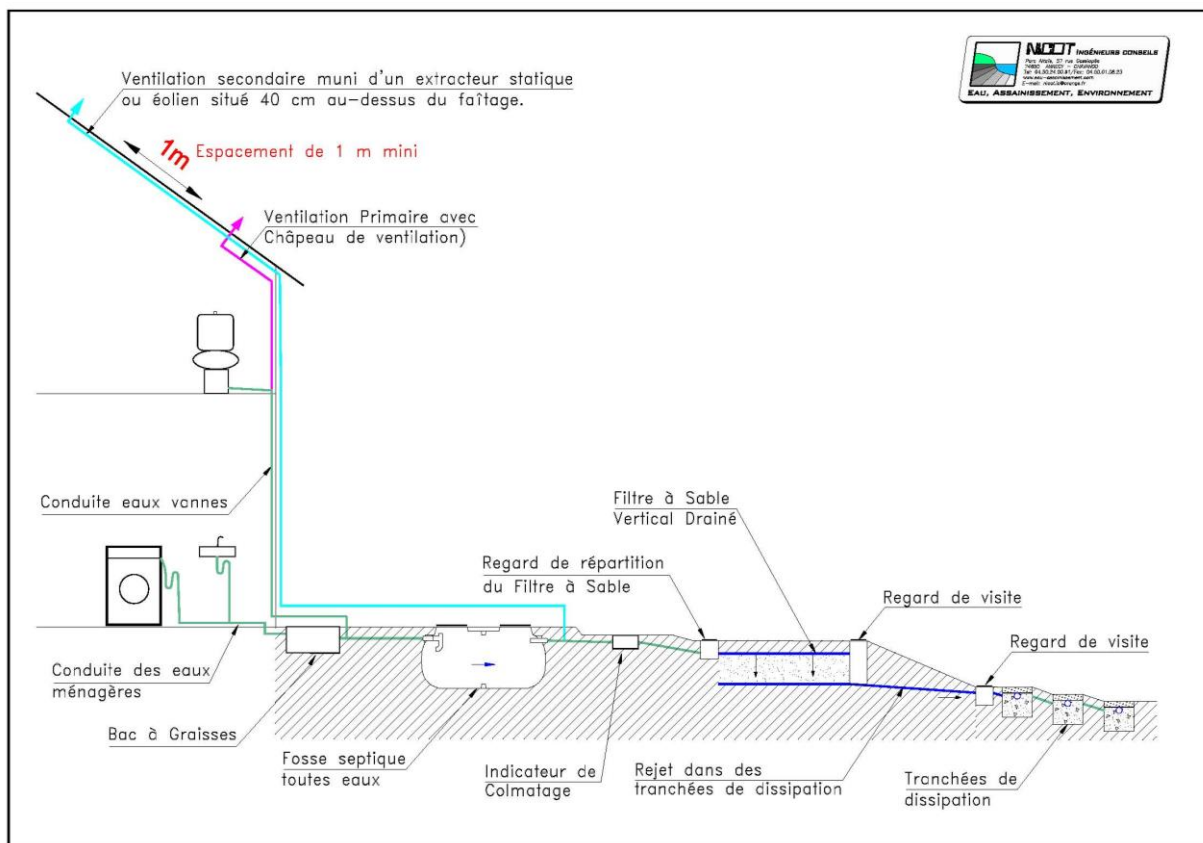 NICOT INGÉNIEURS CONSEILS
EAU, ASSAINISSEMENT, ENVIRONNEMENT
Ventilation secondaire muni d'un extracteur statique
ou éolien situé 40 cm au-dessus du faîtage.
1m Espacement de 1 m mini
Ventilation Primaire avec
Châpeau de ventilation)
Conduite eaux vannes
Filtre à Sable
Vertical Drainé
Regard de répartition
du Filtre à Sable
Regard de visite
Regard de visite
Conduite des eaux
ménagères
Bac à Graisses
Fosse septique
toutes eaux
Indicateur de
Colmatage
Rejet dans des
tranchées de dissipation
Tranchées de
dissipation